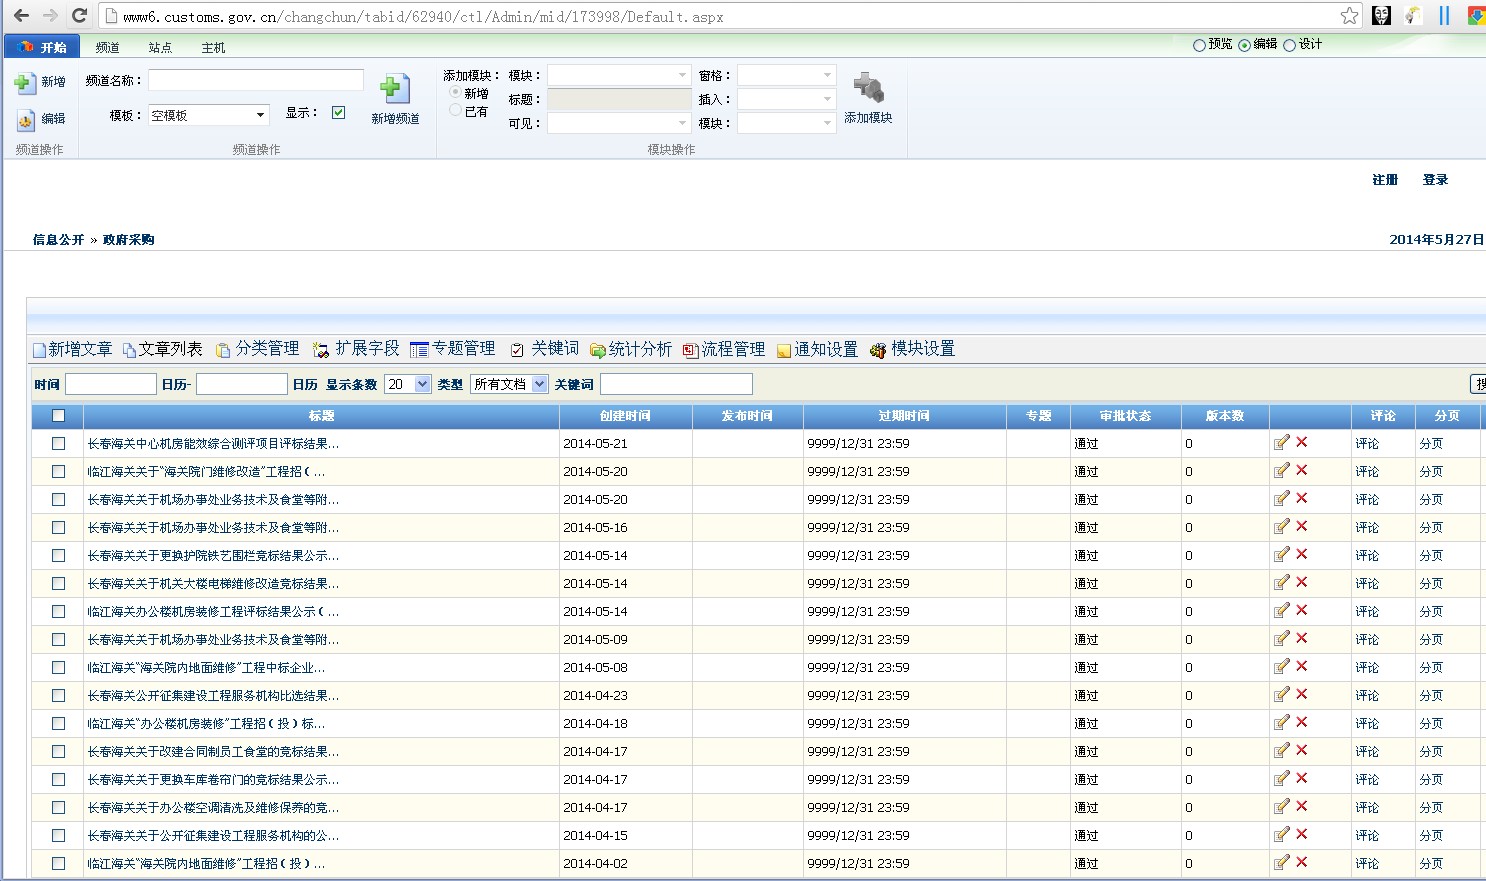 www6.customs.gov.cn/changchun/tabid/62940/ctl/Admin/mid/173998/Default.aspx
开始 频道 站点 主机 预览 编辑 设计
新增 频道名称： 添加模块： 模块： 窗格：
新增 标题： 插入：
编辑 模板： 空模板 显示： 新增频道 已有 可见： 模块： 添加模块
频道操作 频道操作 模块操作
注册 登录
信息公开 » 政府采购 2014年5月27日
新增文章 文章列表 分类管理 扩展字段 专题管理 关键词 统计分析 流程管理 通知设置 模块设置
时间 日历- 日历 显示条数 20 类型 所有文档 关键词
标题 创建时间 发布时间 过期时间 专题 审批状态 版本数 评论 分页
长春海关中心机房能效综合测评项目评标结果... 2014-05-21 9999/12/31 23:59 通过 0 评论 分页
临江海关关于“海关院门维修改造”工程招（... 2014-05-20 9999/12/31 23:59 通过 0 评论 分页
长春海关关于机场办事处业务技术及食堂等附... 2014-05-20 9999/12/31 23:59 通过 0 评论 分页
长春海关关于机场办事处业务技术及食堂等附... 2014-05-16 9999/12/31 23:59 通过 0 评论 分页
长春海关关于更换护院铁艺围栏竞标结果公示... 2014-05-14 9999/12/31 23:59 通过 0 评论 分页
长春海关关于机关大楼电梯维修改造竞标结果... 2014-05-14 9999/12/31 23:59 通过 0 评论 分页
临江海关办公楼机房装修工程评标结果公示（... 2014-05-14 9999/12/31 23:59 通过 0 评论 分页
长春海关关于机场办事处业务技术及食堂等附... 2014-05-09 9999/12/31 23:59 通过 0 评论 分页
临江海关“海关院内地面维修”工程中标企业... 2014-05-08 9999/12/31 23:59 通过 0 评论 分页
长春海关公开征集建设工程服务机构比选结果... 2014-04-23 9999/12/31 23:59 通过 0 评论 分页
临江海关“办公楼机房装修”工程招（投）标... 2014-04-18 9999/12/31 23:59 通过 0 评论 分页
长春海关关于改建合同制员工食堂的竞标结果... 2014-04-17 9999/12/31 23:59 通过 0 评论 分页
长春海关关于更换车库卷帘门的竞标结果公示... 2014-04-17 9999/12/31 23:59 通过 0 评论 分页
长春海关关于办公楼空调清洗及维修保养的竞... 2014-04-17 9999/12/31 23:59 通过 0 评论 分页
长春海关关于公开征集建设工程服务机构的公... 2014-04-15 9999/12/31 23:59 通过 0 评论 分页
临江海关“海关院内地面维修”工程招（投）... 2014-04-02 9999/12/31 23:59 通过 0 评论 分页